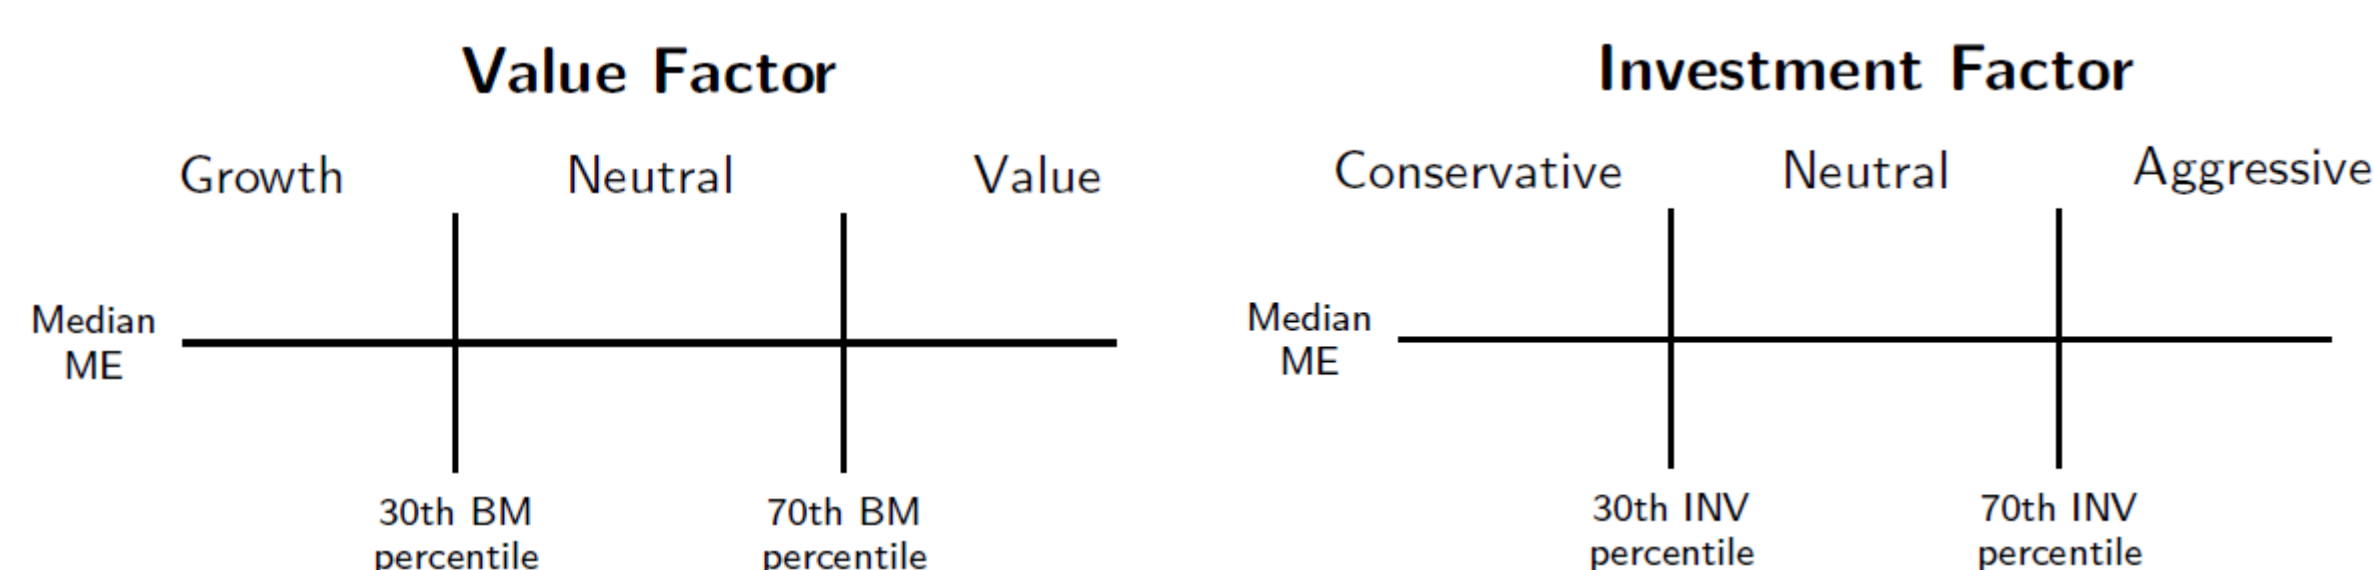 Value Factor
Growth Neutral Value
Median
ME
30th BM
percentile
70th BM
percentile
Investment Factor
Conservative Neutral Aggressive
Median
ME
30th INV
percentile
70th INV
percentile